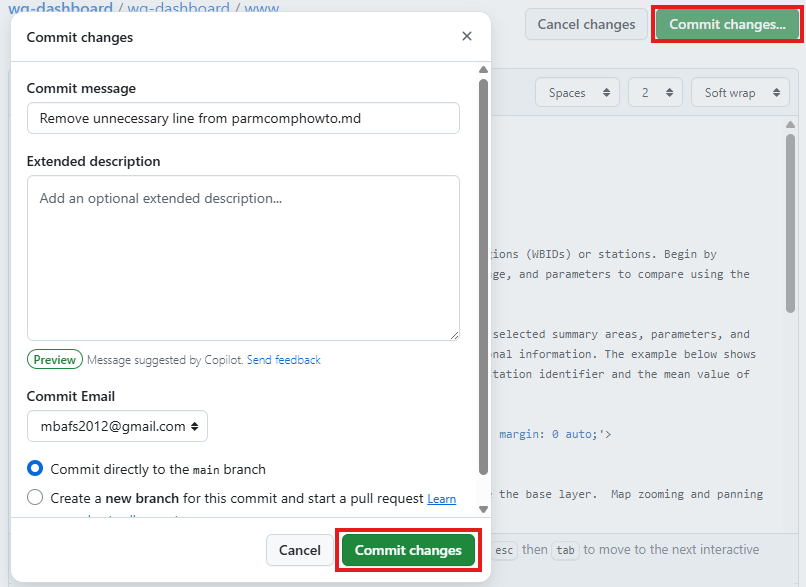 wq-dashboard / wq-dashboard / www
Cancel changes
Commit changes...
Commit changes
Commit message
Remove unnecessary line from parmcomphowto.md
Extended description
Add an optional extended description...
Preview Message suggested by Copilot. Send feedback
Commit Email
mbafs2012@gmail.com
Commit directly to the main branch
Create a new branch for this commit and start a pull request Learn
Cancel
Commit changes
Spaces
2
Soft wrap
gions (WBIDs) or stations. Begin by
ge, and parameters to compare using the
selected summary areas, parameters, and
nal information. The example below shows
tation identifier and the mean value of
margin: 0 auto;'>
the base layer. Map zooming and panning
esc then tab to move to the next interactive